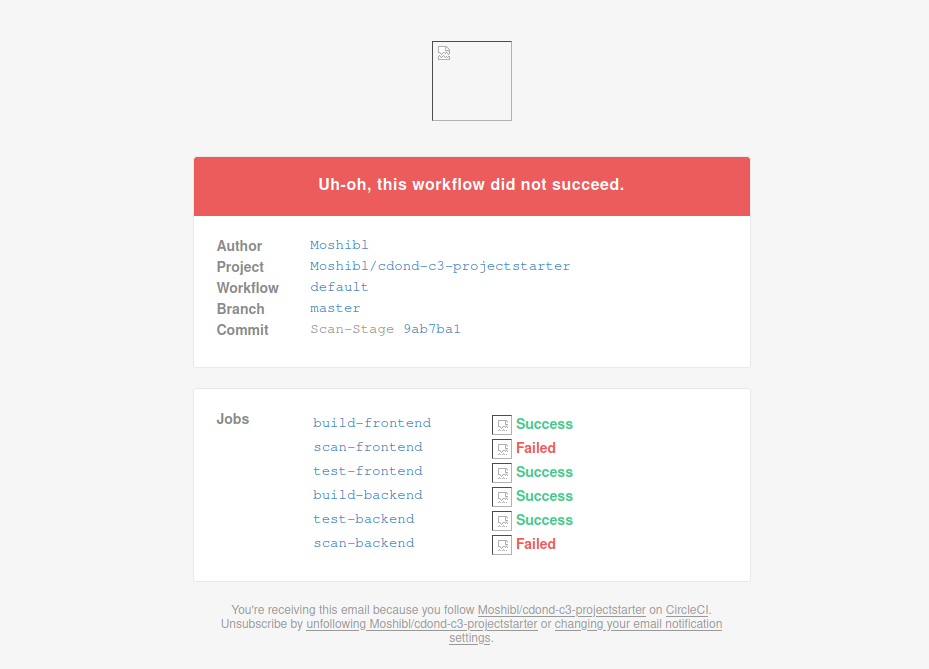 Uh-oh, this workflow did not succeed.
Author Moshibl
Project Moshibl/cdond-c3-projectstarter
Workflow default
Branch master
Commit Scan-Stage 9ab7ba1
Jobs
build-frontend Success
scan-frontend Failed
test-frontend Success
build-backend Success
test-backend Success
scan-backend Failed
You're receiving this email because you follow Moshibl/cdond-c3-projectstarter on CircleCI.
Unsubscribe by unfollowing Moshibl/cdond-c3-projectstarter or changing your email notification
settings.